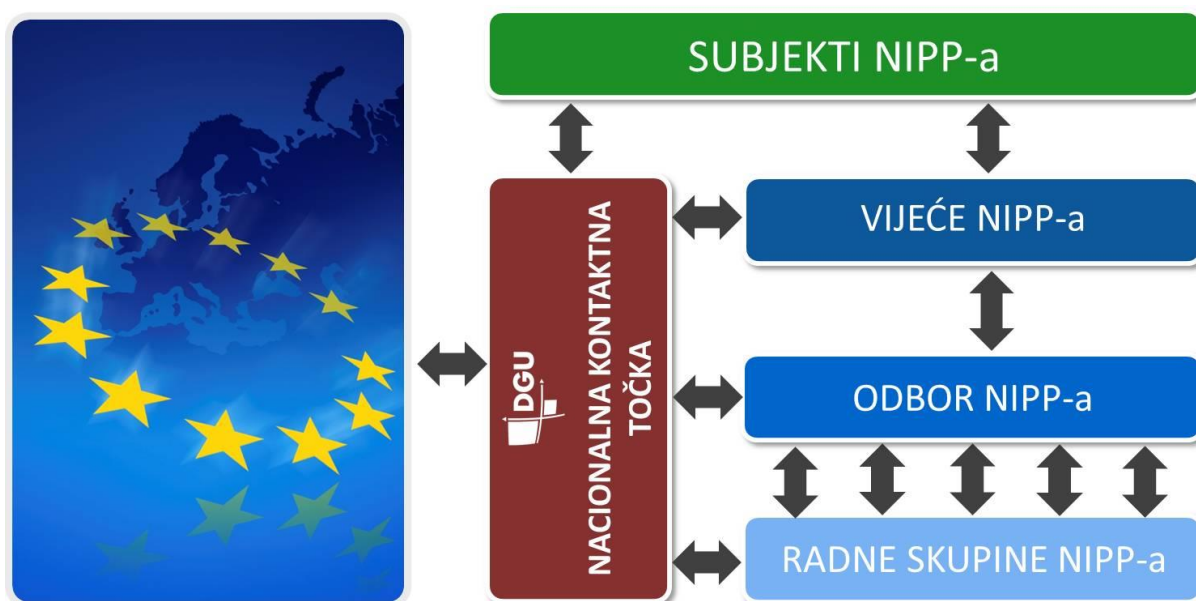 SUBJEKTI NIPP-a
VIJEĆE NIPP-a
DGU
NACIONALNA KONTAKTNA
TOČKA
ODBOR NIPP-a
RADNE SKUPINE NIPP-a